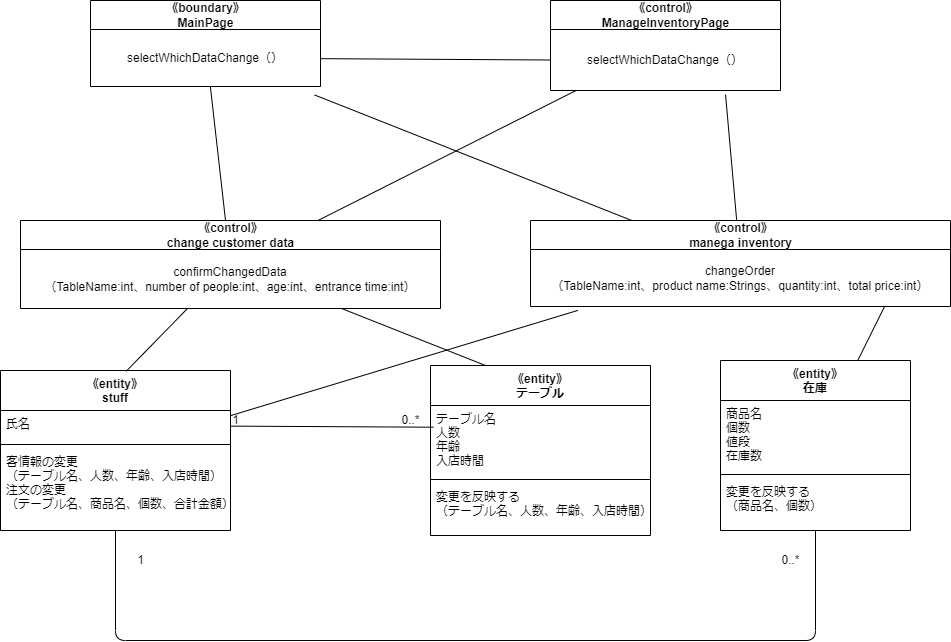 《boundary》
MainPage
selectWhichDataChange（）
《control》
ManageInventoryPage
selectWhichDataChange（）
《control》
change customer data
confirmChangedData
（TableName:int、number of people:int、age:int、entrance time:int）
《control》
manega inventory
changeOrder
（TableName:int、product name:Strings、quantity:int、total price:int）
《entity》
stuff
氏名
客情報の変更
（テーブル名、人数、年齢、入店時間）
注文の変更
（テーブル名、商品名、個数、合計金額）
1
0..*
《entity》
テーブル
テーブル名
人数
年齢
入店時間
変更を反映する
（テーブル名、人数、年齢、入店時間）
《entity》
在庫
商品名
個数
値段
在庫数
変更を反映する
（商品名、個数）
1
0..*